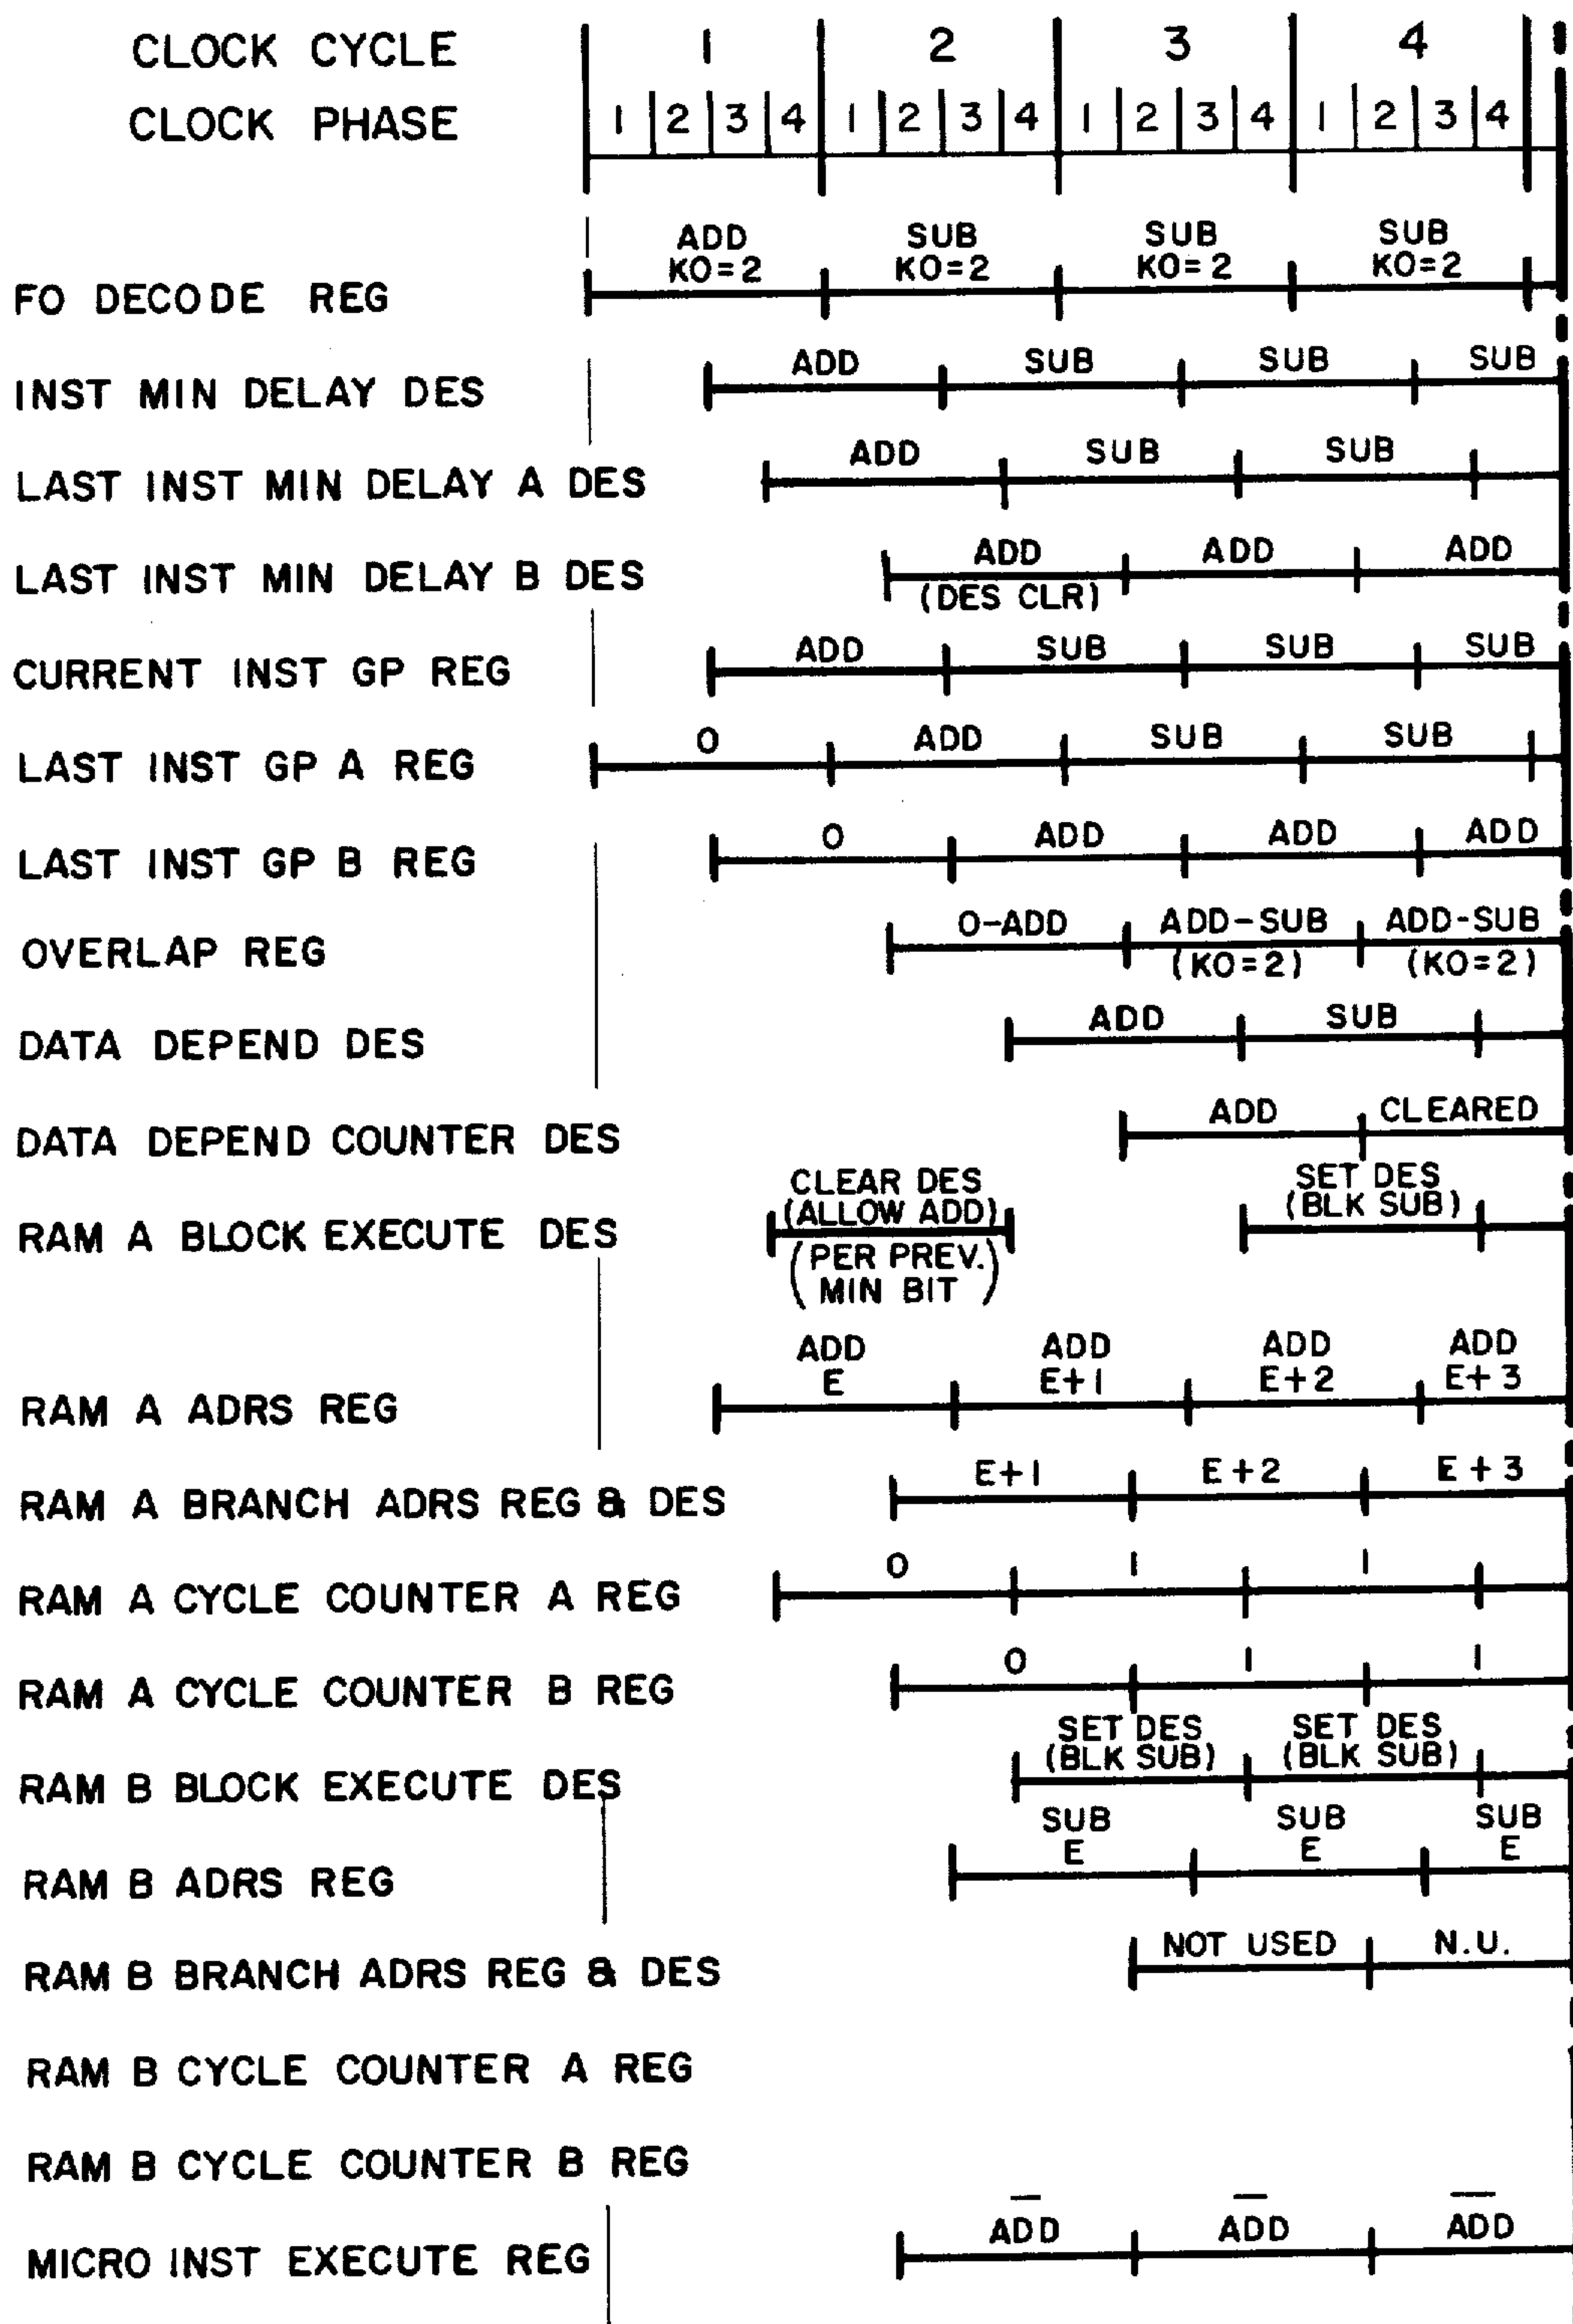 CLOCK CYCLE 1 2 3 4
CLOCK PHASE 1 2 3 4 1 2 3 4 1 2 3 4 1 2 3 4
ADD SUB SUB SUB
KO=2 KO=2 KO=2 KO=2
FO DECODE REG
INST MIN DELAY DES ADD SUB SUB SUB
LAST INST MIN DELAY A DES ADD SUB SUB
LAST INST MIN DELAY B DES ADD ADD ADD
(DES CLR)
CURRENT INST GP REG ADD SUB SUB SUB
LAST INST GP A REG 0 ADD SUB SUB
LAST INST GP B REG 0 ADD ADD ADD
OVERLAP REG 0-ADD ADD-SUB ADD-SUB
(KO=2) (KO=2)
DATA DEPEND DES ADD SUB
DATA DEPEND COUNTER DES ADD CLEARED
CLEAR DES SET DES
(ALLOW ADD) (BLK SUB)
RAM A BLOCK EXECUTE DES
(PER PREV.
MIN BIT)
ADD ADD ADD ADD
E E+1 E+2 E+3
RAM A ADRS REG
RAM A BRANCH ADRS REG & DES E+1 E+2 E+3
RAM A CYCLE COUNTER A REG 0 1 1
RAM A CYCLE COUNTER B REG 0 1 1
SET DES SET DES
(BLK SUB) (BLK SUB)
RAM B BLOCK EXECUTE DES
SUB SUB SUB
E E E
RAM B ADRS REG
RAM B BRANCH ADRS REG & DES NOT USED N.U.
RAM B CYCLE COUNTER A REG
RAM B CYCLE COUNTER B REG
MICRO INST EXECUTE REG A̅D̅D̅ A̅D̅D̅ A̅D̅D̅